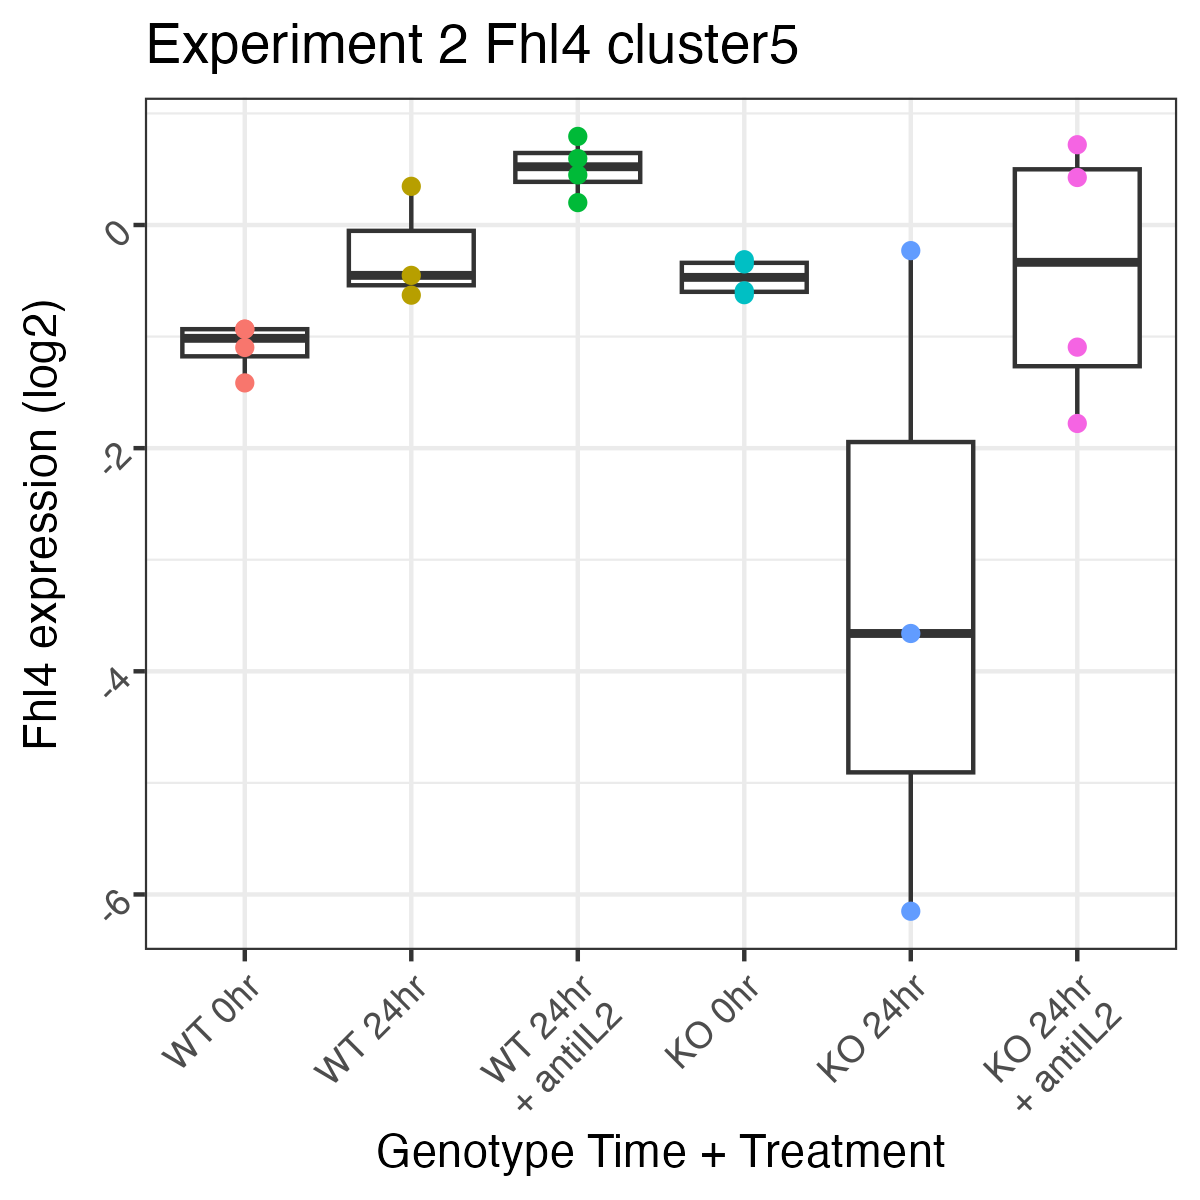 Experiment 2 Fhl4 cluster5
Fhl4 expression (log2)
0
-2
-4
-6
WT 0hr
WT 24hr
WT 24hr
+ antiIL2
KO 0hr
KO 24hr
KO 24hr
+ antiIL2
Genotype Time + Treatment